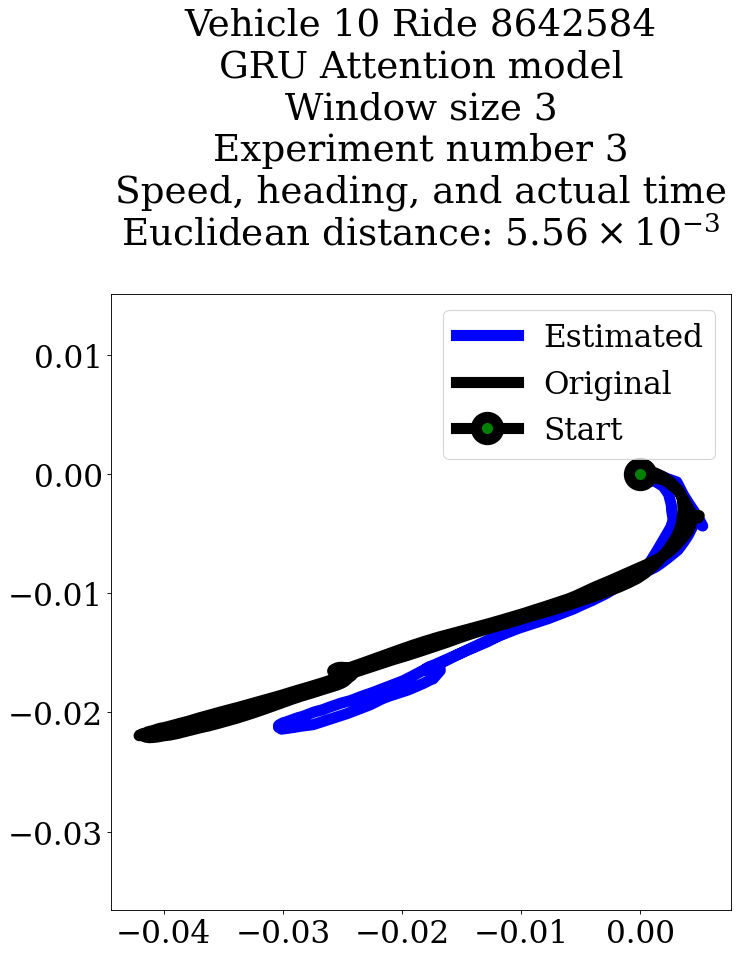 Vehicle 10 Ride 8642584
GRU Attention model
Window size 3
Experiment number 3
Speed, heading, and actual time
Euclidean distance: 5.56 × 10⁻³
Estimated
Original
Start
0.01
0.00
−0.01
−0.02
−0.03
−0.04 −0.03 −0.02 −0.01 0.00